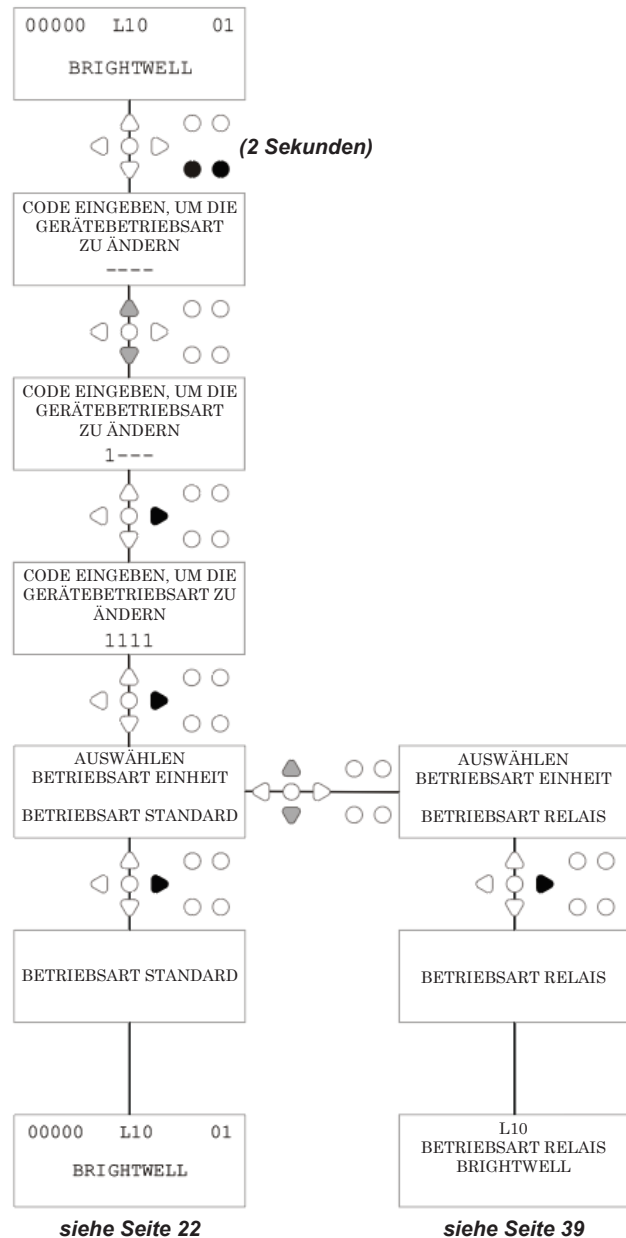 00000 L10 01
BRIGHTWELL
(2 Sekunden)
CODE EINGEBEN, UM DIE
GERÄTEBETRIEBSART
ZU ÄNDERN
----
CODE EINGEBEN, UM DIE
GERÄTEBETRIEBSART
ZU ÄNDERN
1---
CODE EINGEBEN, UM DIE
GERÄTEBETRIEBSART ZU
ÄNDERN
1111
AUSWÄHLEN
BETRIEBSART EINHEIT
BETRIEBSART STANDARD
AUSWÄHLEN
BETRIEBSART EINHEIT
BETRIEBSART RELAIS
BETRIEBSART STANDARD
BETRIEBSART RELAIS
00000 L10 01
BRIGHTWELL
L10
BETRIEBSART RELAIS
BRIGHTWELL
siehe Seite 22
siehe Seite 39